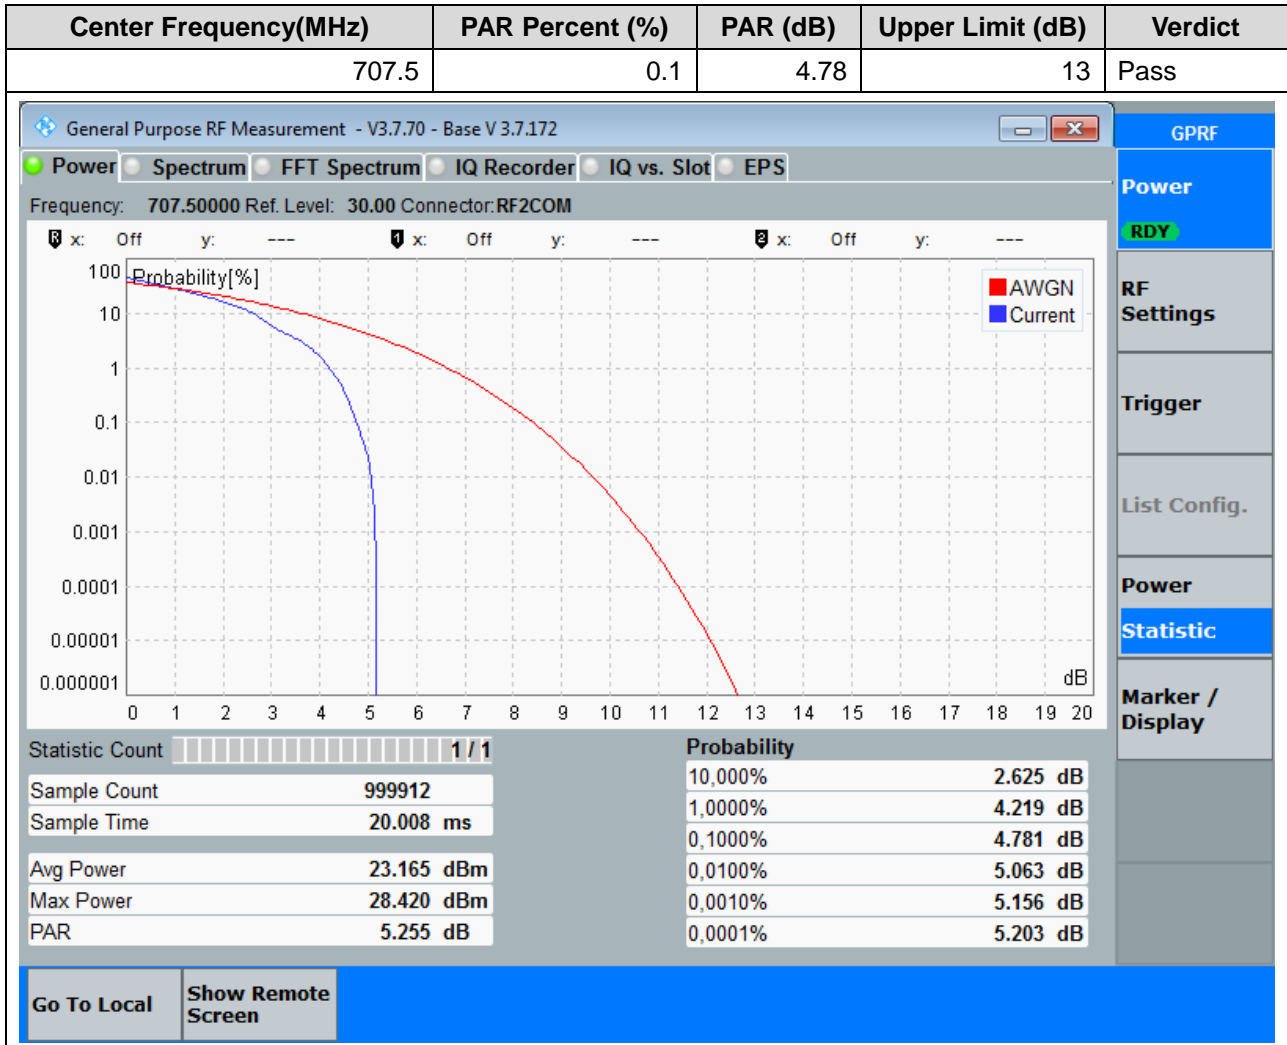 Center Frequency(MHz) PAR Percent (%) PAR (dB) Upper Limit (dB) Verdict
707.5 0.1 4.78 13 Pass
General Purpose RF Measurement - V3.7.70 - Base V 3.7.172
Power Spectrum FFT Spectrum IQ Recorder IQ vs. Slot EPS
Frequency: 707.50000 Ref. Level: 30.00 Connector: RF2COM
R x: Off y: --- 1 x: Off y: --- 2 x: Off y: ---
Probability[%]
AWGN
Current
100
10
1
0.1
0.01
0.001
0.0001
0.00001
0.000001
dB
0 1 2 3 4 5 6 7 8 9 10 11 12 13 14 15 16 17 18 19 20
Statistic Count 1 / 1
Sample Count 999912
Sample Time 20.008 ms
Avg Power 23.165 dBm
Max Power 28.420 dBm
PAR 5.255 dB
Probability
10,000% 2.625 dB
1,0000% 4.219 dB
0,1000% 4.781 dB
0,0100% 5.063 dB
0,0010% 5.156 dB
0,0001% 5.203 dB
GPRF
Power
RDY
RF
Settings
Trigger
List Config.
Power
Statistic
Marker /
Display
Go To Local
Show Remote
Screen